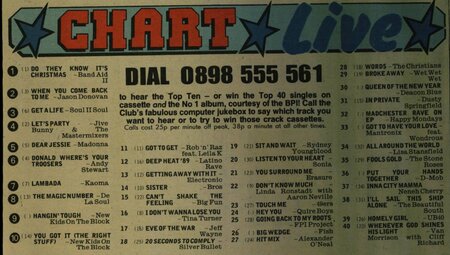 CHART Live
1 (1) DO THEY KNOW IT'S
CHRISTMAS - Band Aid
II
2 (3) WHEN YOU COME BACK
TO ME - Jason Donovan
3 (6) GET A LIFE - Soul II Soul
4 (2) LET'S PARTY - Jive
Bunny & The
Mastermixers
5 DEAR JESSIE - Madonna
6 (4) DONALD WHERE'S YOUR
TROOSERS - Andy
Stewart
7 LAMBADA - Kaoma
8 THE MAGIC NUMBER - De
La Soul
9 HANGIN' TOUGH - New
Kids On The Block
10 YOU GOT IT (THE RIGHT
STUFF) - New Kids On
The Block
DIAL 0898 555 561
to hear the Top Ten - or win the Top 40 singles on
cassette and the No 1 album, courtesy of the BPI! Call the
Club's fabulous computer jukebox to say which track you
want to hear or to try to win those crack cassettes.
Calls cost 25p per minute off peak, 38p a minute at all other times
11 GOT TO GET - Rob 'n' Raz
feat. Leila K
12 DEEP HEAT '89 - Latino
Rave
13 GETTING AWAY WITH IT -
Electronic
14 SISTER - Bros
15 CAN'T SHAKE THE
FEELING - Big Fun
16 I DON'T WANNA LOSE YOU
- Tina Turner
17 EVE OF THE WAR - Jeff
Wayne
18 20 SECONDS TO COMPLY -
Silver Bullet
19 SIT AND WAIT - Sydney
Youngblood
20 LISTEN TO YOUR HEART -
Sonia
21 YOU SURROUND ME -
Erasure
22 DON'T KNOW MUCH
Linda Ronstadt with
Aaron Neville
23 TOUCH ME
24 HEY YOU - Quireboys
25 GOING BACK TO MY ROOTS
- FPI Project
26 BIG WEDGE - Fish
27 HIT MIX - Alexander
O'Neal
28 WORDS - The Christians
29 BROKE AWAY - Wet Wet
Wet
30 QUEEN OF THE NEW YEAR
- Deacon Blue
31 IN PRIVATE - Dusty
Springfield
32 MADCHESTER RAVE ON
EP - Happy Mondays
33 GOT TO HAVE YOUR LOVE -
Mantronix feat.
Wondress
34 ALL AROUND THE WORLD
- Lisa Stansfield
35 FOOLS GOLD - The Stone
Roses
36 PUT YOUR HANDS
TOGETHER - D-Mob
37 INNA CITY MAMMA -
Neneh Cherry
38 I'LL SAIL THIS SHIP
ALONE - The Beautiful
South
39 HOMELY GIRL - UB40
40 WHENEVER GOD SHINES
HIS LIGHT - Van
Morrison with Cliff
Richard